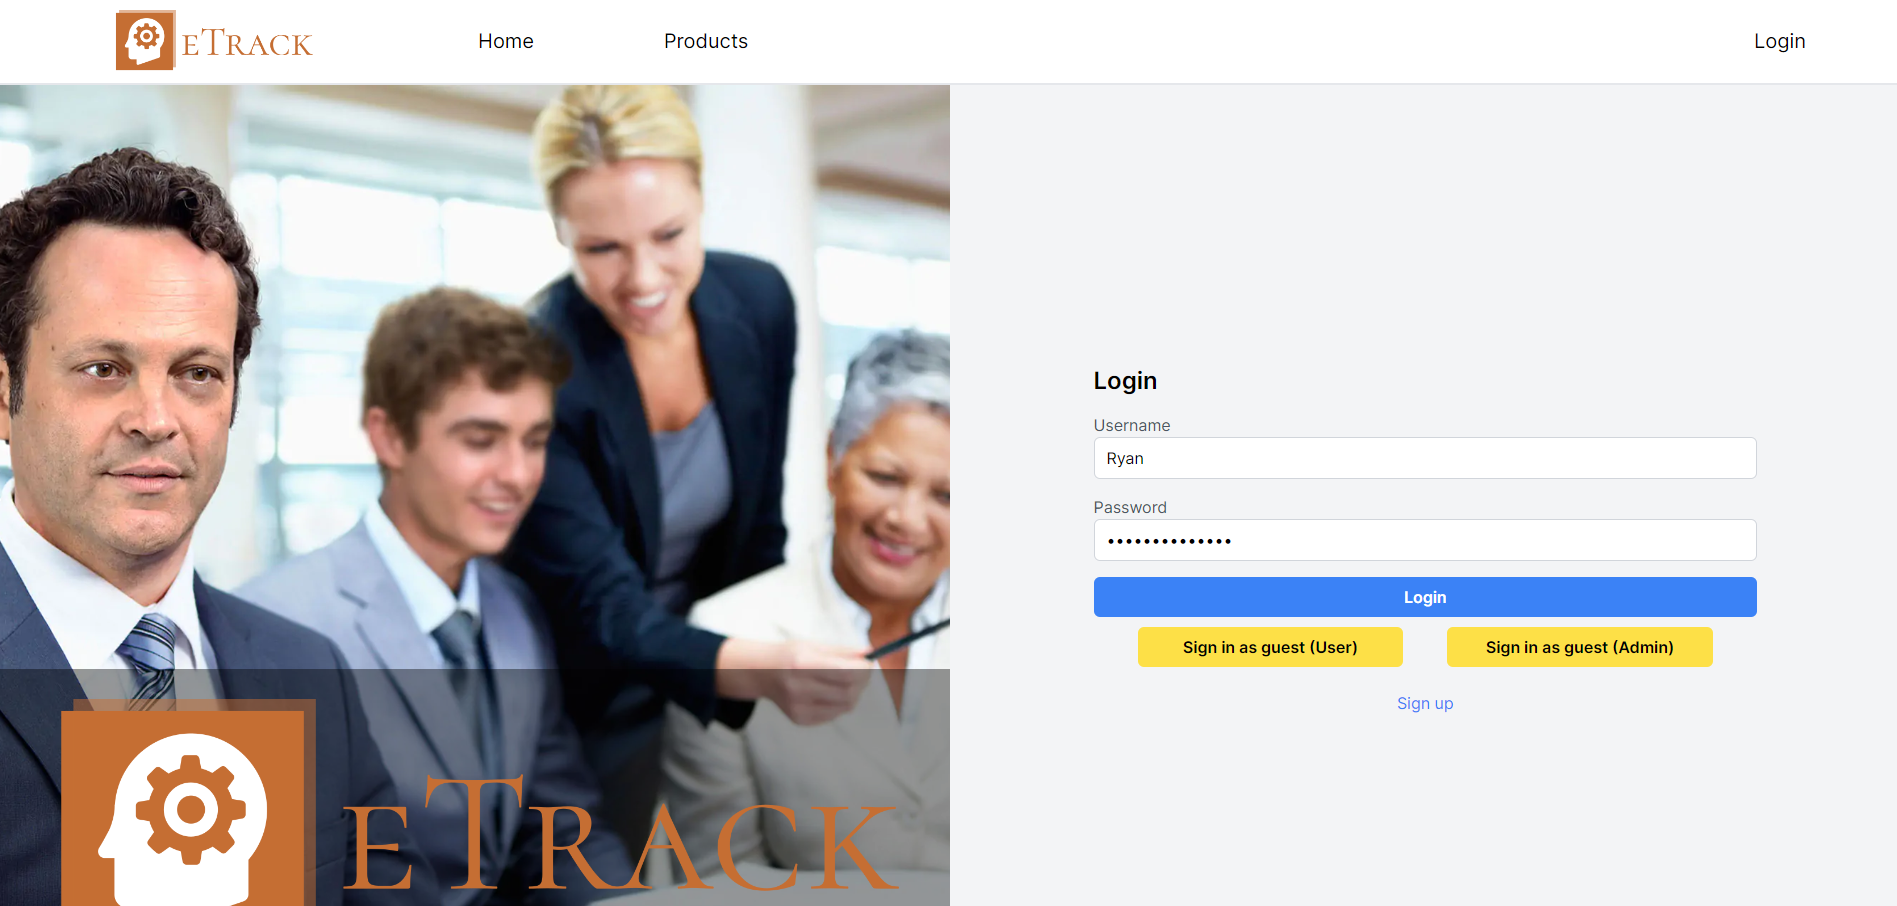 eTrack
Home
Products
Login
Login
Username
Ryan
Password
••••••••••••••
Login
Sign in as guest (User)
Sign in as guest (Admin)
Sign up
eTrack